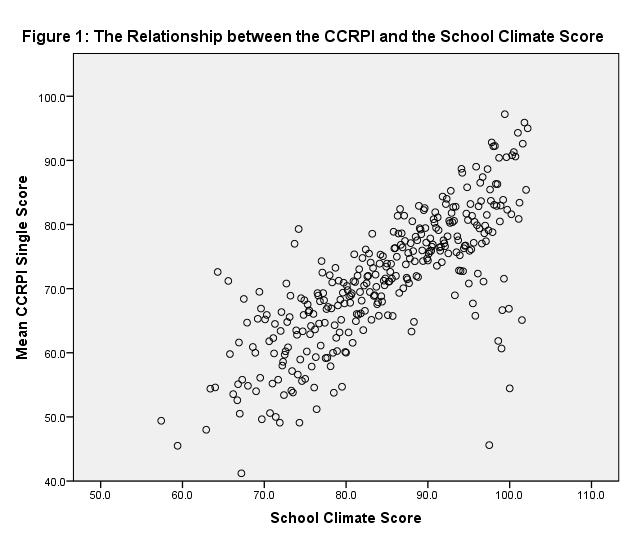 Figure 1: The Relationship between the CCRPI and the School Climate Score
Mean CCRPI Single Score
100.0
90.0
80.0
70.0
60.0
50.0
40.0
50.0 60.0 70.0 80.0 90.0 100.0 110.0
School Climate Score